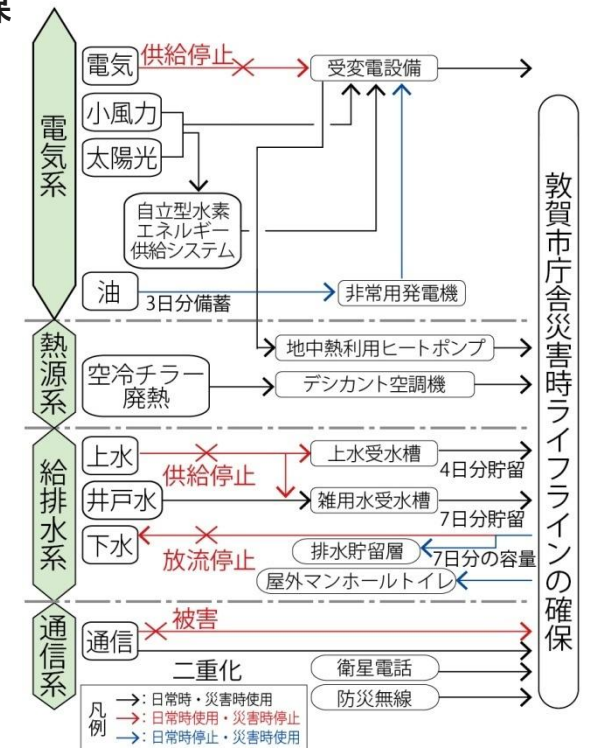 保
電気系
電気
供給停止
受変電設備
小風力
太陽光
自立型水素
エネルギー
供給システム
油
3日分備蓄
非常用発電機
熱源系
地中熱利用ヒートポンプ
空冷チラー
廃熱
デシカント空調機
給排水系
上水
供給停止
上水受水槽
4日分貯留
井戸水
雑用水受水槽
7日分貯留
下水
放流停止
排水貯留層
7日分の容量
屋外マンホールトイレ
通信系
通信
被害
二重化
衛星電話
防災無線
敦賀市庁舎災害時ライフラインの確保
凡例
→：日常時・災害時使用
→：日常時使用・災害時停止
→：日常時停止・災害時使用